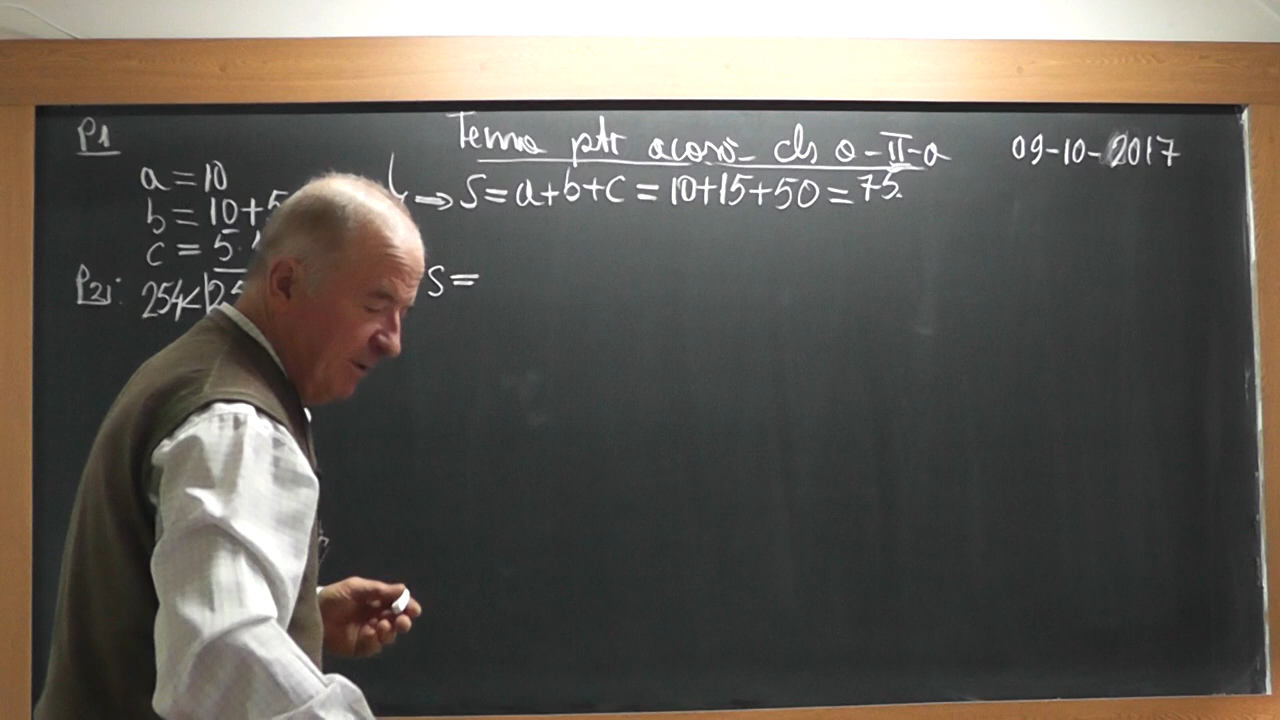 P1
Tema ptr acasă cls a-II-a 09-10-2017
a=10
b=10+5
c=5.
=> S=a+b+c=10+15+50=75.
P2: 254<25
S=